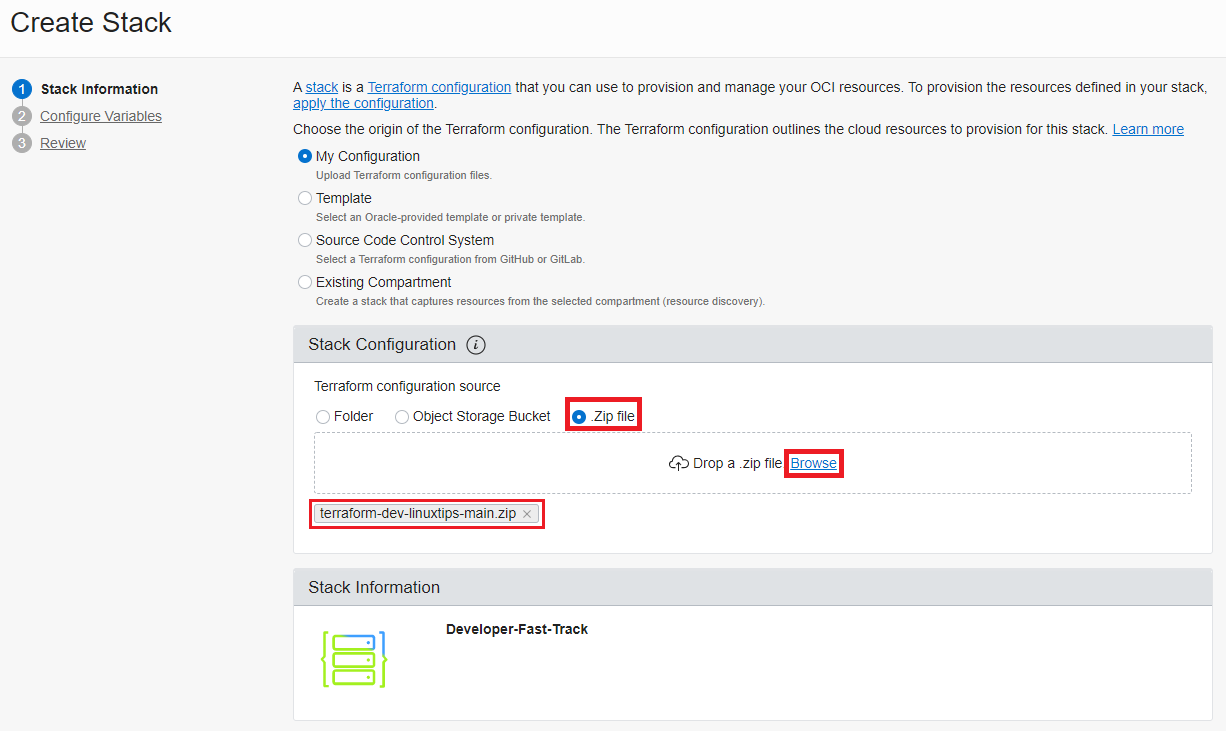 Create Stack
1 Stack Information
2 Configure Variables
3 Review
A stack is a Terraform configuration that you can use to provision and manage your OCI resources. To provision the resources defined in your stack,
apply the configuration.
Choose the origin of the Terraform configuration. The Terraform configuration outlines the cloud resources to provision for this stack. Learn more
My Configuration
Upload Terraform configuration files.
Template
Select an Oracle-provided template or private template.
Source Code Control System
Select a Terraform configuration from GitHub or GitLab.
Existing Compartment
Create a stack that captures resources from the selected compartment (resource discovery).
Stack Configuration i
Terraform configuration source
Folder Object Storage Bucket .Zip file
Drop a .zip file Browse
terraform-dev-linuxtips-main.zip ×
Stack Information
Developer-Fast-Track